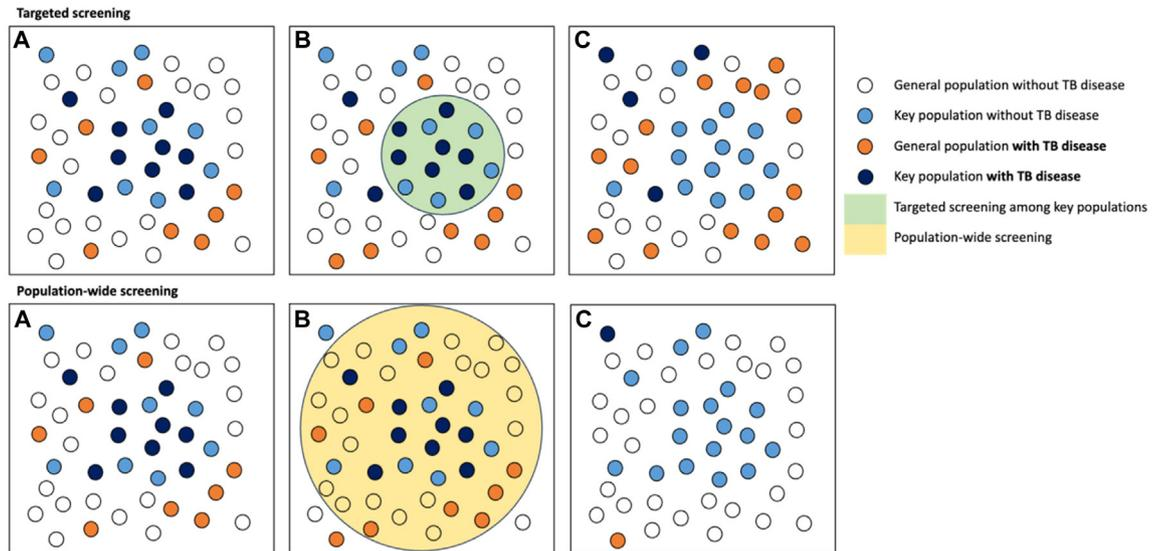 Targeted screening
A
B
C
General population without TB disease
Key population without TB disease
General population with TB disease
Key population with TB disease
Targeted screening among key populations
Population-wide screening
Population-wide screening
A
B
C